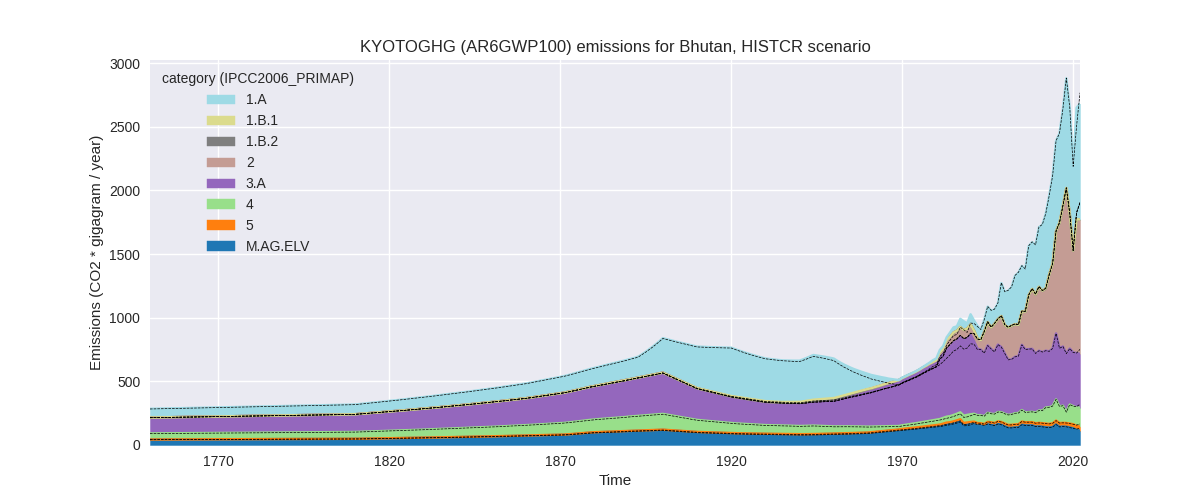 KYOTOGHG (AR6GWP100) emissions for Bhutan, HISTCR scenario
Emissions (CO2 * gigagram / year)
3000
2500
2000
1500
1000
500
0
category (IPCC2006_PRIMAP)
1.A
1.B.1
1.B.2
2
3.A
4
5
M.AG.ELV
1770
1820
1870
1920
1970
2020
Time